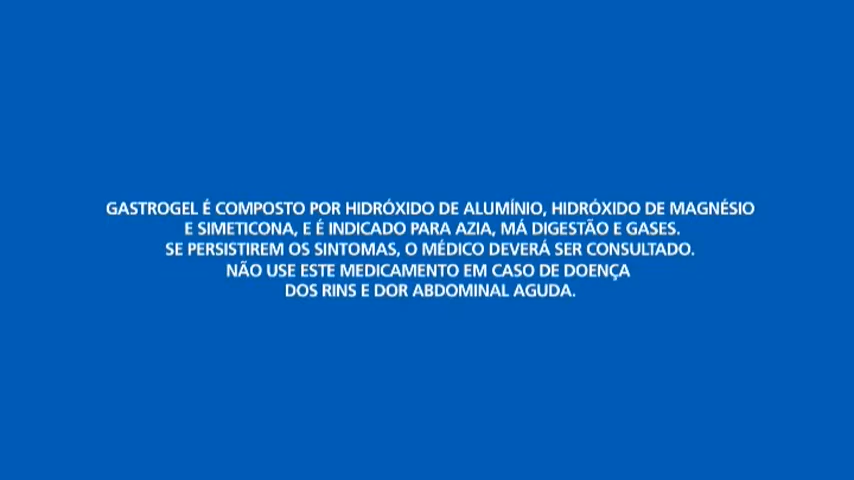 GASTROGEL É COMPOSTO POR HIDRÓXIDO DE ALUMÍNIO, HIDRÓXIDO DE MAGNÉSIO
E SIMETICONA, E É INDICADO PARA AZIA, MÁ DIGESTÃO E GASES.
SE PERSISTIREM OS SINTOMAS, O MÉDICO DEVERÁ SER CONSULTADO.
NÃO USE ESTE MEDICAMENTO EM CASO DE DOENÇA
DOS RINS E DOR ABDOMINAL AGUDA.